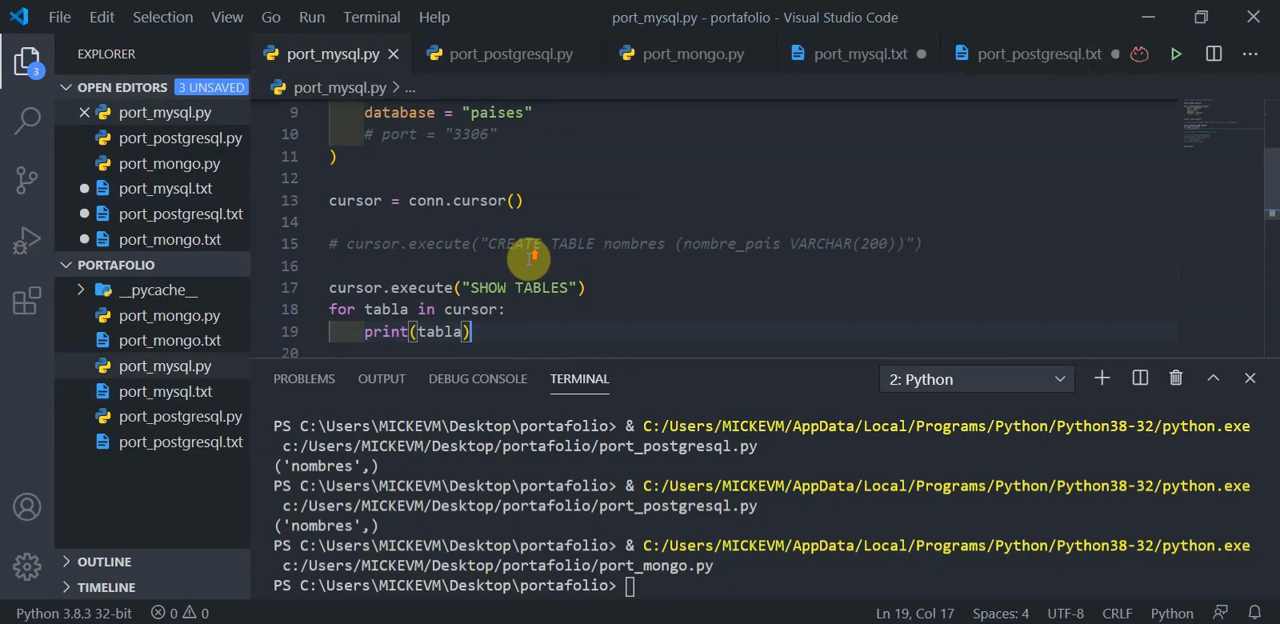 File Edit Selection View Go Run Terminal Help port_mysql.py - portafolio - Visual Studio Code
EXPLORER
3
OPEN EDITORS 3 UNSAVED
port_mysql.py
port_postgresql.py
port_mongo.py
port_mysql.txt
port_postgresql.txt
port_mongo.txt
PORTAFOLIO
__pycache__
port_mongo.py
port_mongo.txt
port_mysql.py
port_mysql.txt
port_postgresql.py
port_postgresql.txt
OUTLINE
TIMELINE
port_mysql.py port_postgresql.py port_mongo.py port_mysql.txt port_postgresql.txt
port_mysql.py > ...
9 database = "paises"
10 # port = "3306"
11 )
12
13 cursor = conn.cursor()
14
15 # cursor.execute("CREATE TABLE nombres (nombre_pais VARCHAR(200))")
16
17 cursor.execute("SHOW TABLES")
18 for tabla in cursor:
19 print(tabla)
20
PROBLEMS OUTPUT DEBUG CONSOLE TERMINAL 2: Python
PS C:\Users\MICKEVM\Desktop\portafolio> & C:/Users/MICKEVM/AppData/Local/Programs/Python/Python38-32/python.exe
c:/Users/MICKEVM/Desktop/portafolio/port_postgresql.py
('nombres',)
PS C:\Users\MICKEVM\Desktop\portafolio> & C:/Users/MICKEVM/AppData/Local/Programs/Python/Python38-32/python.exe
c:/Users/MICKEVM/Desktop/portafolio/port_postgresql.py
('nombres',)
PS C:\Users\MICKEVM\Desktop\portafolio> & C:/Users/MICKEVM/AppData/Local/Programs/Python/Python38-32/python.exe
c:/Users/MICKEVM/Desktop/portafolio/port_mongo.py
PS C:\Users\MICKEVM\Desktop\portafolio>
Python 3.8.3 32-bit 0 0 Ln 19, Col 17 Spaces: 4 UTF-8 CRLF Python